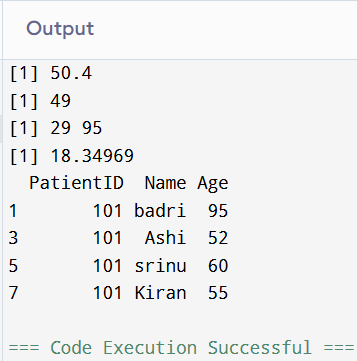 Output
[1] 50.4
[1] 49
[1] 29 95
[1] 18.34969
  PatientID  Name Age
1       101 badri  95
3       101  Ashi  52
5       101 srinu  60
7       101 Kiran  55
=== Code Execution Successful ===